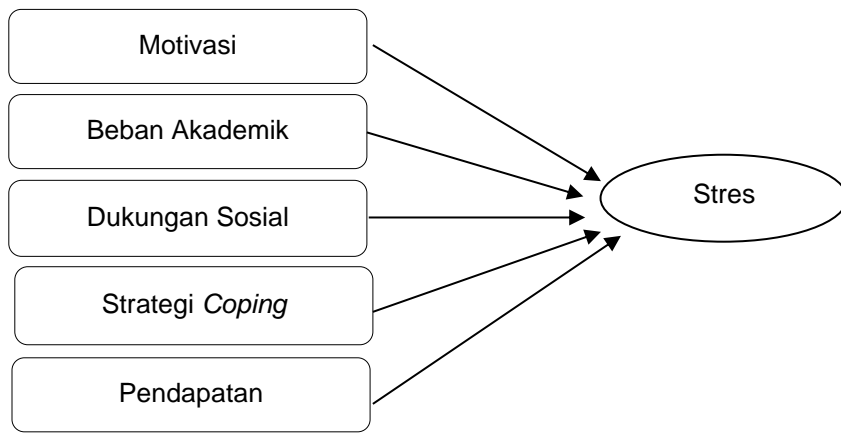 Motivasi
Beban Akademik
Dukungan Sosial
Strategi Coping
Pendapatan
Stres